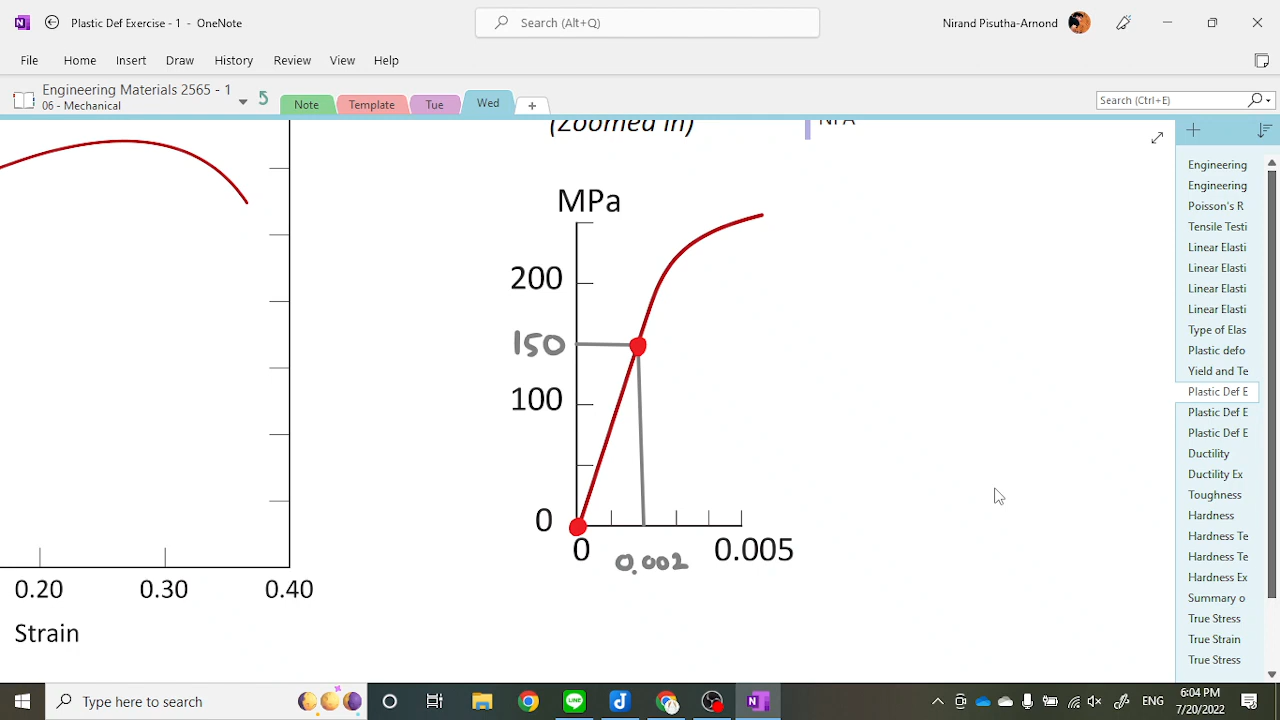 Plastic Def Exercise - 1 - OneNote
Search (Alt+Q)
Nirand Pisutha-Arnond
File Home Insert Draw History Review View Help
Engineering Materials 2565 - 1
06 - Mechanical
Note Template Tue Wed
Search (Ctrl+E)
(Zoomed in)
NPA
MPa
200
150
100
0
0 0.002 0.005
0.20 0.30 0.40
Strain
Engineering
Engineering
Poisson's R
Tensile Testi
Linear Elasti
Linear Elasti
Linear Elasti
Linear Elasti
Type of Elas
Plastic defo
Yield and Te
Plastic Def E
Plastic Def E
Plastic Def E
Ductility
Ductility Ex
Toughness
Hardness
Hardness Te
Hardness Te
Hardness Ex
Summary o
True Stress
True Strain
True Stress
Type here to search
LINE
ENG
6:04 PM
7/20/2022